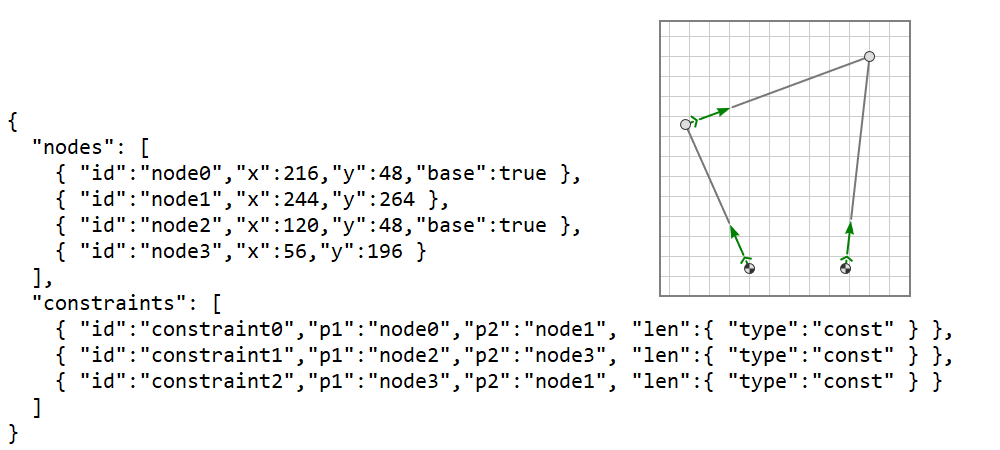 {
  "nodes": [
    { "id":"node0","x":216,"y":48,"base":true },
    { "id":"node1","x":244,"y":264 },
    { "id":"node2","x":120,"y":48,"base":true },
    { "id":"node3","x":56,"y":196 }
  ],
  "constraints": [
    { "id":"constraint0","p1":"node0","p2":"node1", "len":{ "type":"const" } },
    { "id":"constraint1","p1":"node2","p2":"node3", "len":{ "type":"const" } },
    { "id":"constraint2","p1":"node3","p2":"node1", "len":{ "type":"const" } }
  ]
}